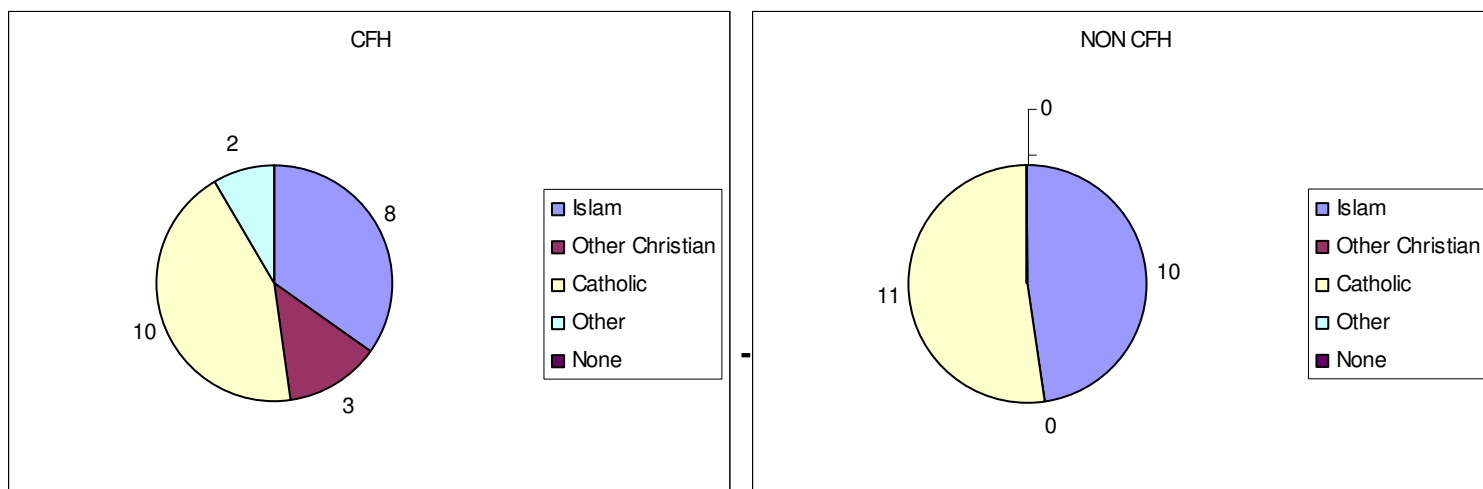 CFH
2
8
10
3
Islam
Other Christian
Catholic
Other
None
-
NON CFH
0
10
11
0
Islam
Other Christian
Catholic
Other
None